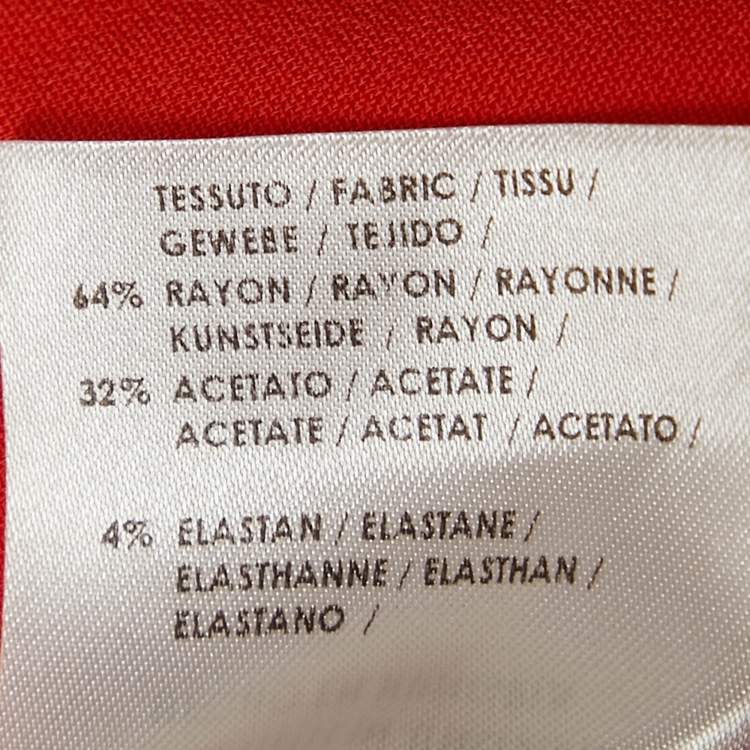 TESSUTO / FABRIC / TISSU /
GEWEBE / TEJIDO /
64% RAYON / RAYON / RAYONNE /
KUNSTSEIDE / RAYON /
32% ACETATO / ACETATE /
ACETATE / ACETAT / ACETATO /
4% ELASTAN / ELASTANE /
ELASTHANNE / ELASTHAN /
ELASTANO /